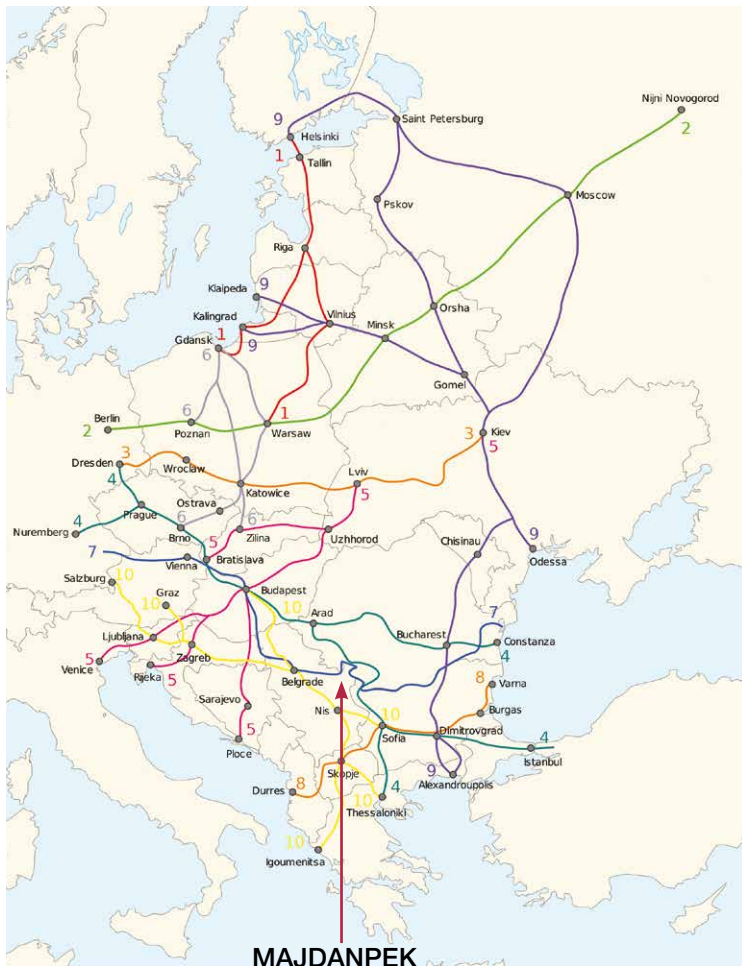 Nijni Novogorod
2
9
Saint Petersburg
Helsinki
1
Tallin
Moscow
Pskov
Riga
Klaipeda
9
Orsha
Kalingrad
Vilnius
Minsk
1
Gdansk
6
9
Gomel
Berlin
6
1
2
Poznan
Warsaw
3
Kiev
5
3
Dresden
Wroclaw
Lviv
4
Katowice
5
Ostrava
4
Prague
6
6
Nuremberg
Brno
Zilina
Uzhhorod
Chisinau
9
5
7
Bratislava
Odessa
Vienna
Salzburg
10
Budapest
Graz
10
10
Arad
7
Ljubljana
Bucharest
Constanza
4
Zagreb
Venice
5
Rijeka
5
Belgrade
8
Varna
Sarajevo
Nis
10
Burgas
5
Sofia
Dimitrovgrad
Ploce
4
Istanbul
Skopje
9
Durres
8
10
4
Alexandroupolis
Thessaloniki
10
Igoumenitsa
MAJDANPEK